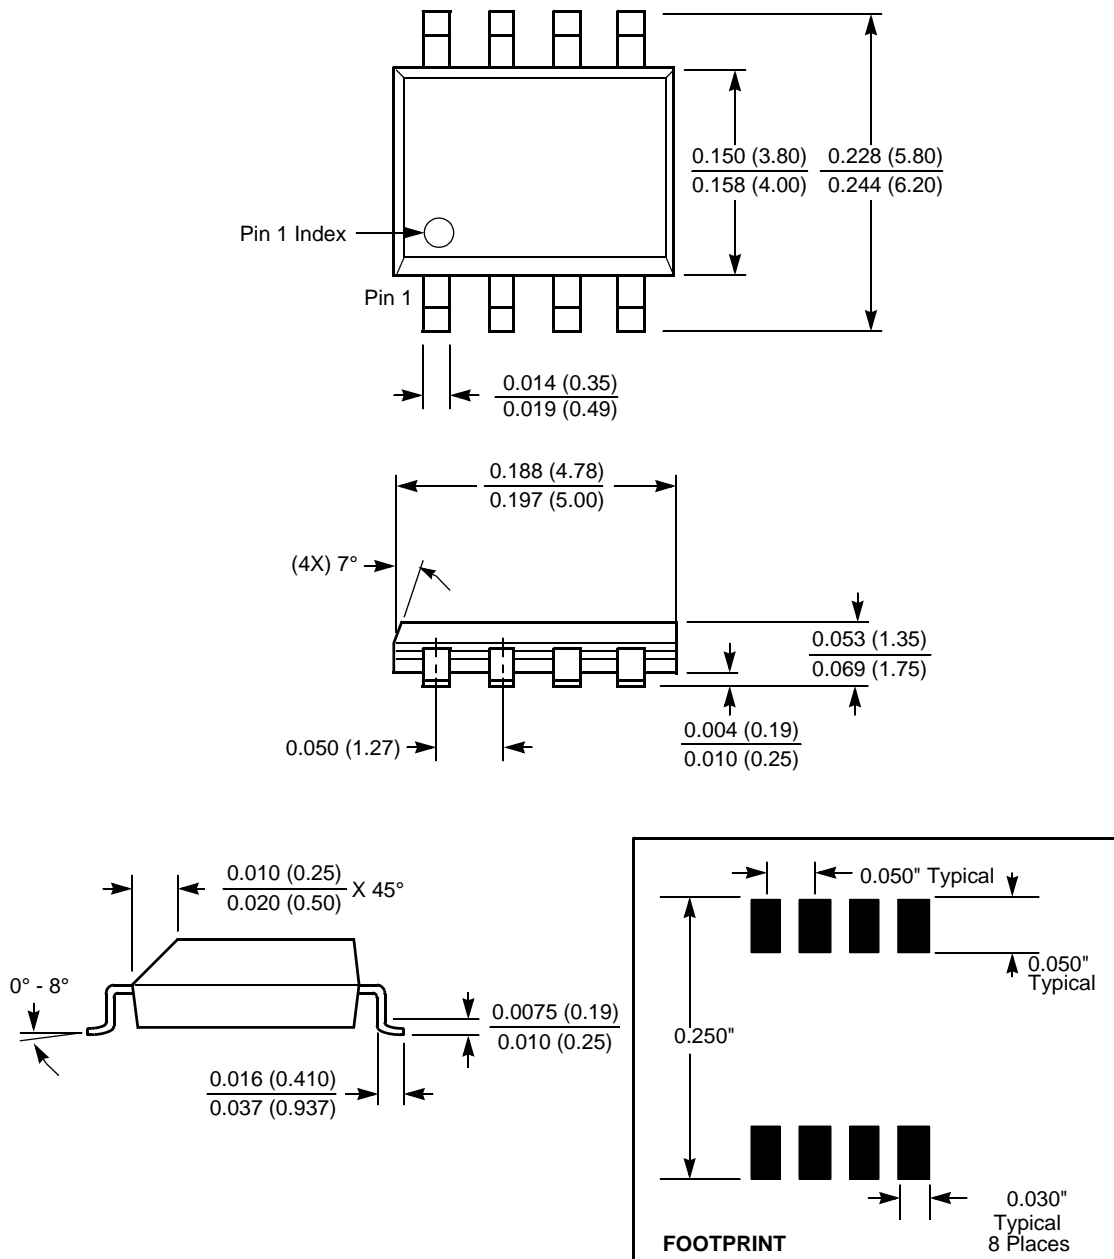 0.150 (3.80)
0.158 (4.00)
0.228 (5.80)
0.244 (6.20)
Pin 1 Index
Pin 1
0.014 (0.35)
0.019 (0.49)
0.188 (4.78)
0.197 (5.00)
(4X) 7°
0.053 (1.35)
0.069 (1.75)
0.004 (0.19)
0.010 (0.25)
0.050 (1.27)
0.010 (0.25)
0.020 (0.50)
X 45°
0° - 8°
0.0075 (0.19)
0.010 (0.25)
0.016 (0.410)
0.037 (0.937)
0.050" Typical
0.050"
Typical
0.250"
0.030"
Typical
8 Places
FOOTPRINT